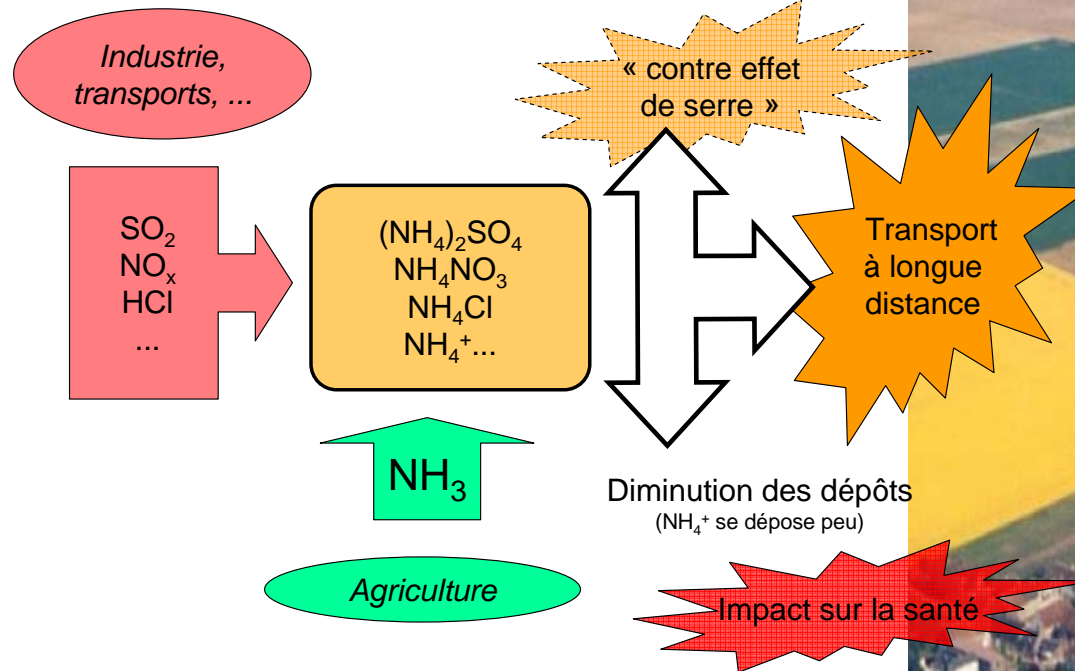 Industrie,
transports, ...
« contre effet
de serre »
SO₂
NOₓ
HCl
...
(NH₄)₂SO₄
NH₄NO₃
NH₄Cl
NH₄⁺...
Transport
à longue
distance
NH₃
Diminution des dépôts
(NH₄⁺ se dépose peu)
Agriculture
Impact sur la santé